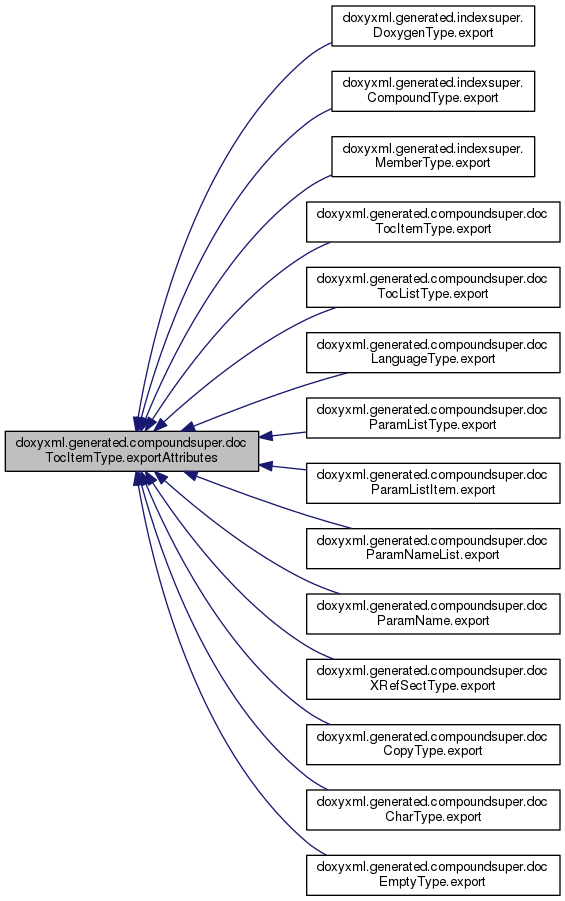 doxyxml.generated.indexsuper.
DoxygenType.export
doxyxml.generated.indexsuper.
CompoundType.export
doxyxml.generated.indexsuper.
MemberType.export
doxyxml.generated.compoundsuper.doc
TocItemType.export
doxyxml.generated.compoundsuper.doc
TocListType.export
doxyxml.generated.compoundsuper.doc
LanguageType.export
doxyxml.generated.compoundsuper.doc
ParamListType.export
doxyxml.generated.compoundsuper.doc
TocItemType.exportAttributes
doxyxml.generated.compoundsuper.doc
ParamListItem.export
doxyxml.generated.compoundsuper.doc
ParamNameList.export
doxyxml.generated.compoundsuper.doc
ParamName.export
doxyxml.generated.compoundsuper.doc
XRefSectType.export
doxyxml.generated.compoundsuper.doc
CopyType.export
doxyxml.generated.compoundsuper.doc
CharType.export
doxyxml.generated.compoundsuper.doc
EmptyType.export